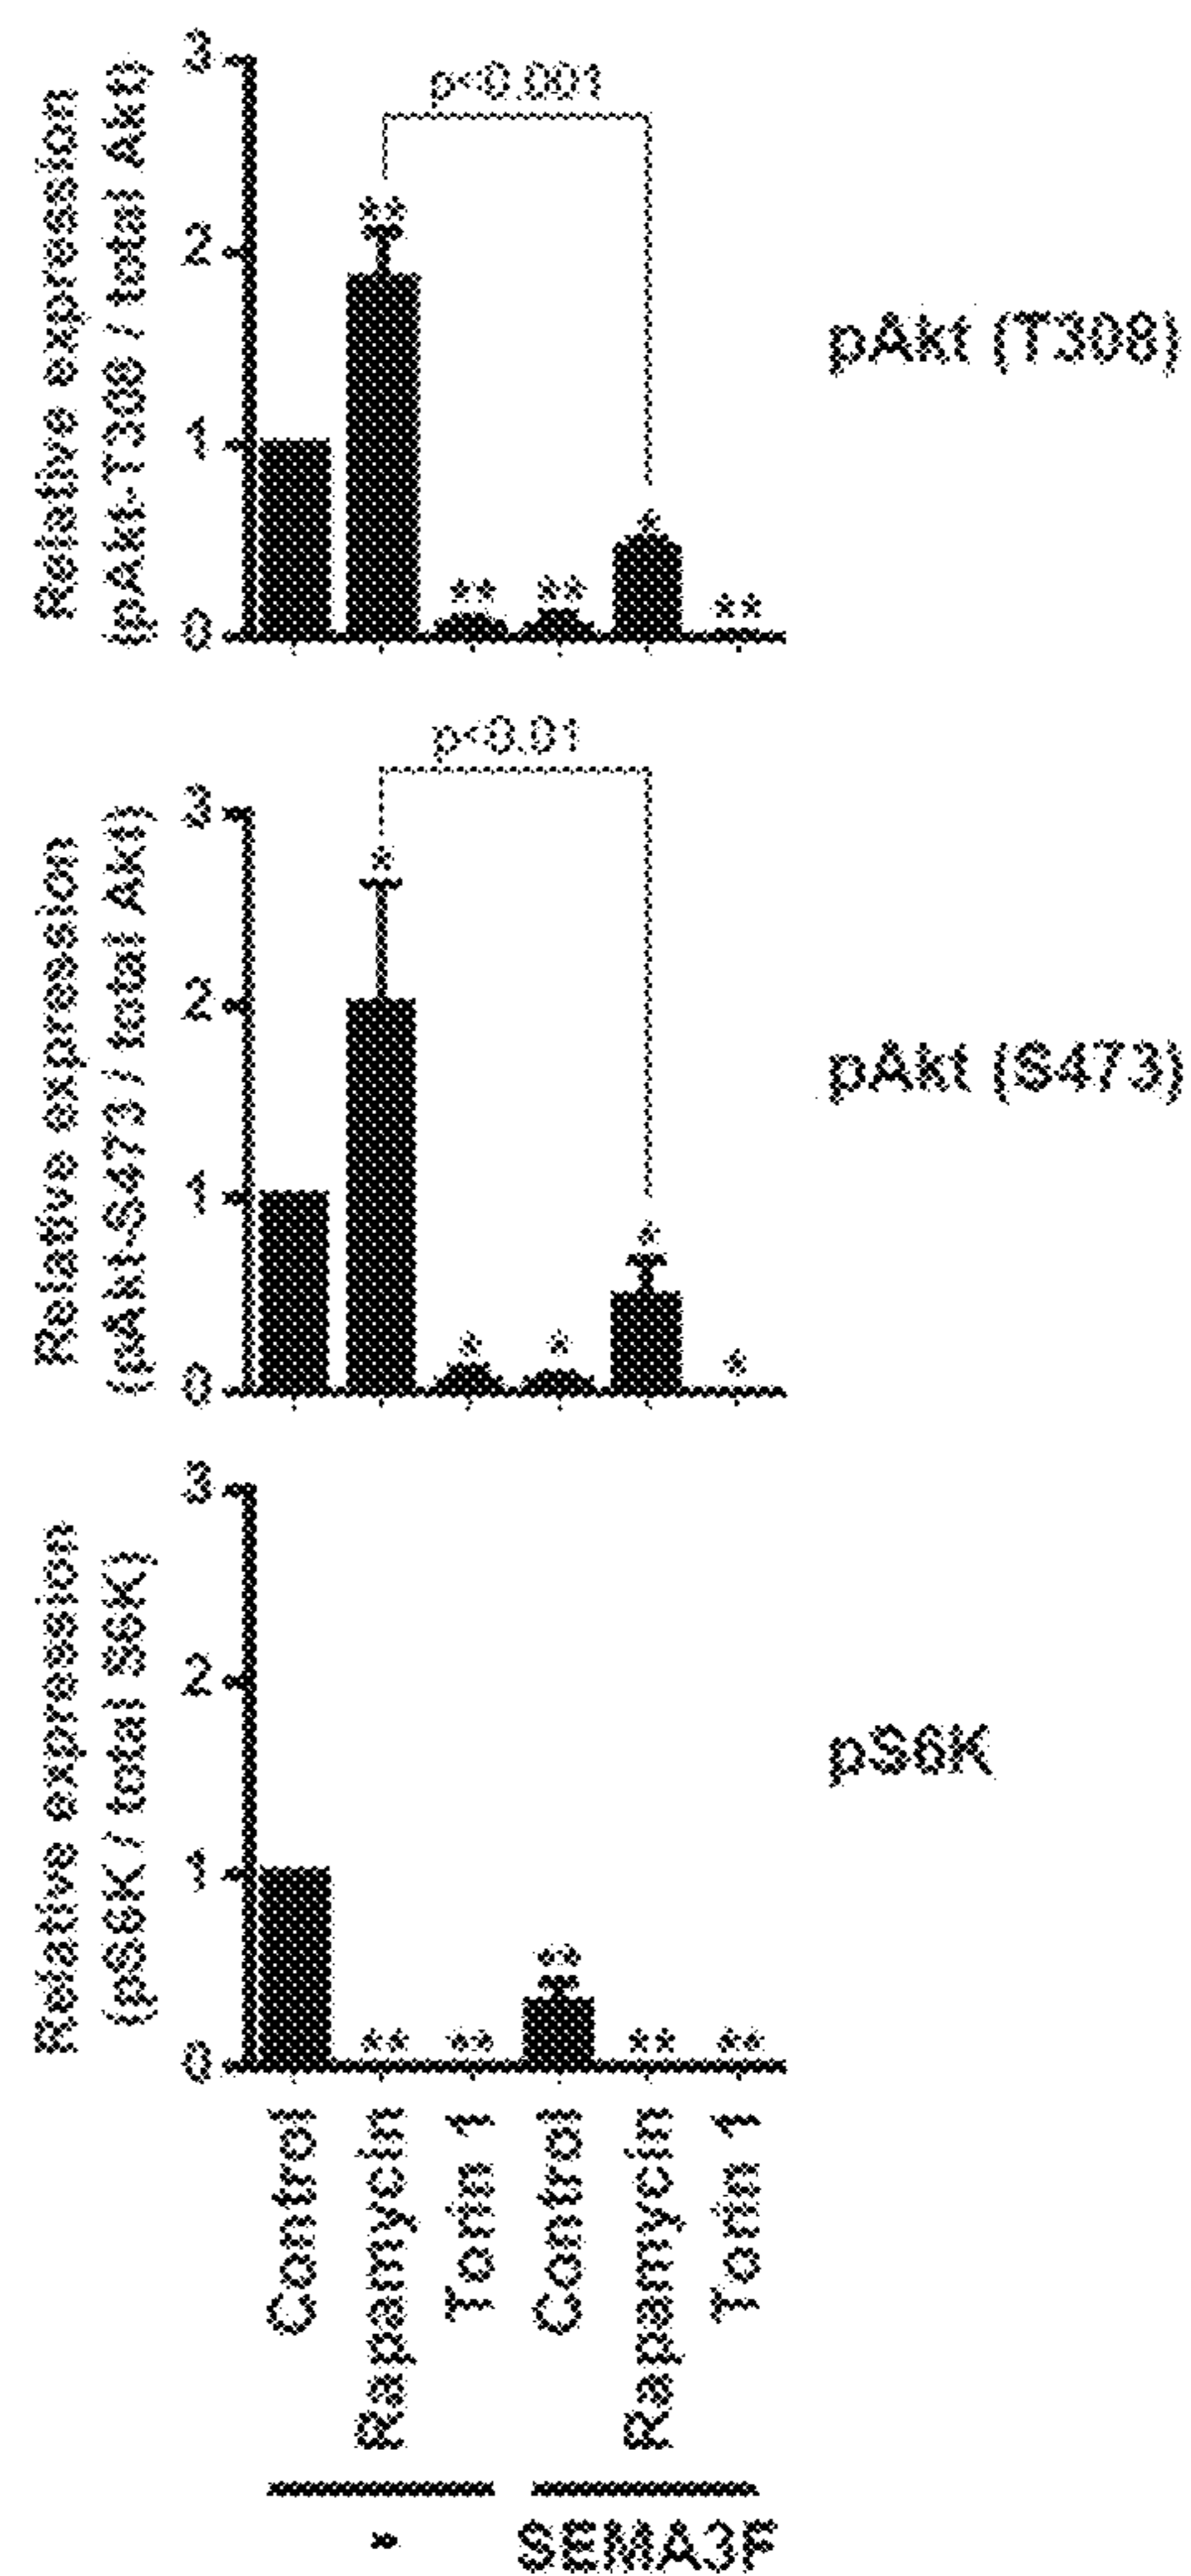 Relative expression
(pAkt-T308 / total Akt)
3
2
1
0
p<0.001
**
**
**
*
**
pAkt (T308)
Relative expression
(pAkt-S473 / total Akt)
3
2
1
0
p<0.01
*
*
*
*
*
pAkt (S473)
Relative expression
(pS6K / total S6K)
3
2
1
0
**
**
**
**
**
pS6K
Control
Rapamycin
Torin 1
Control
Rapamycin
Torin 1
-
SEMA3F